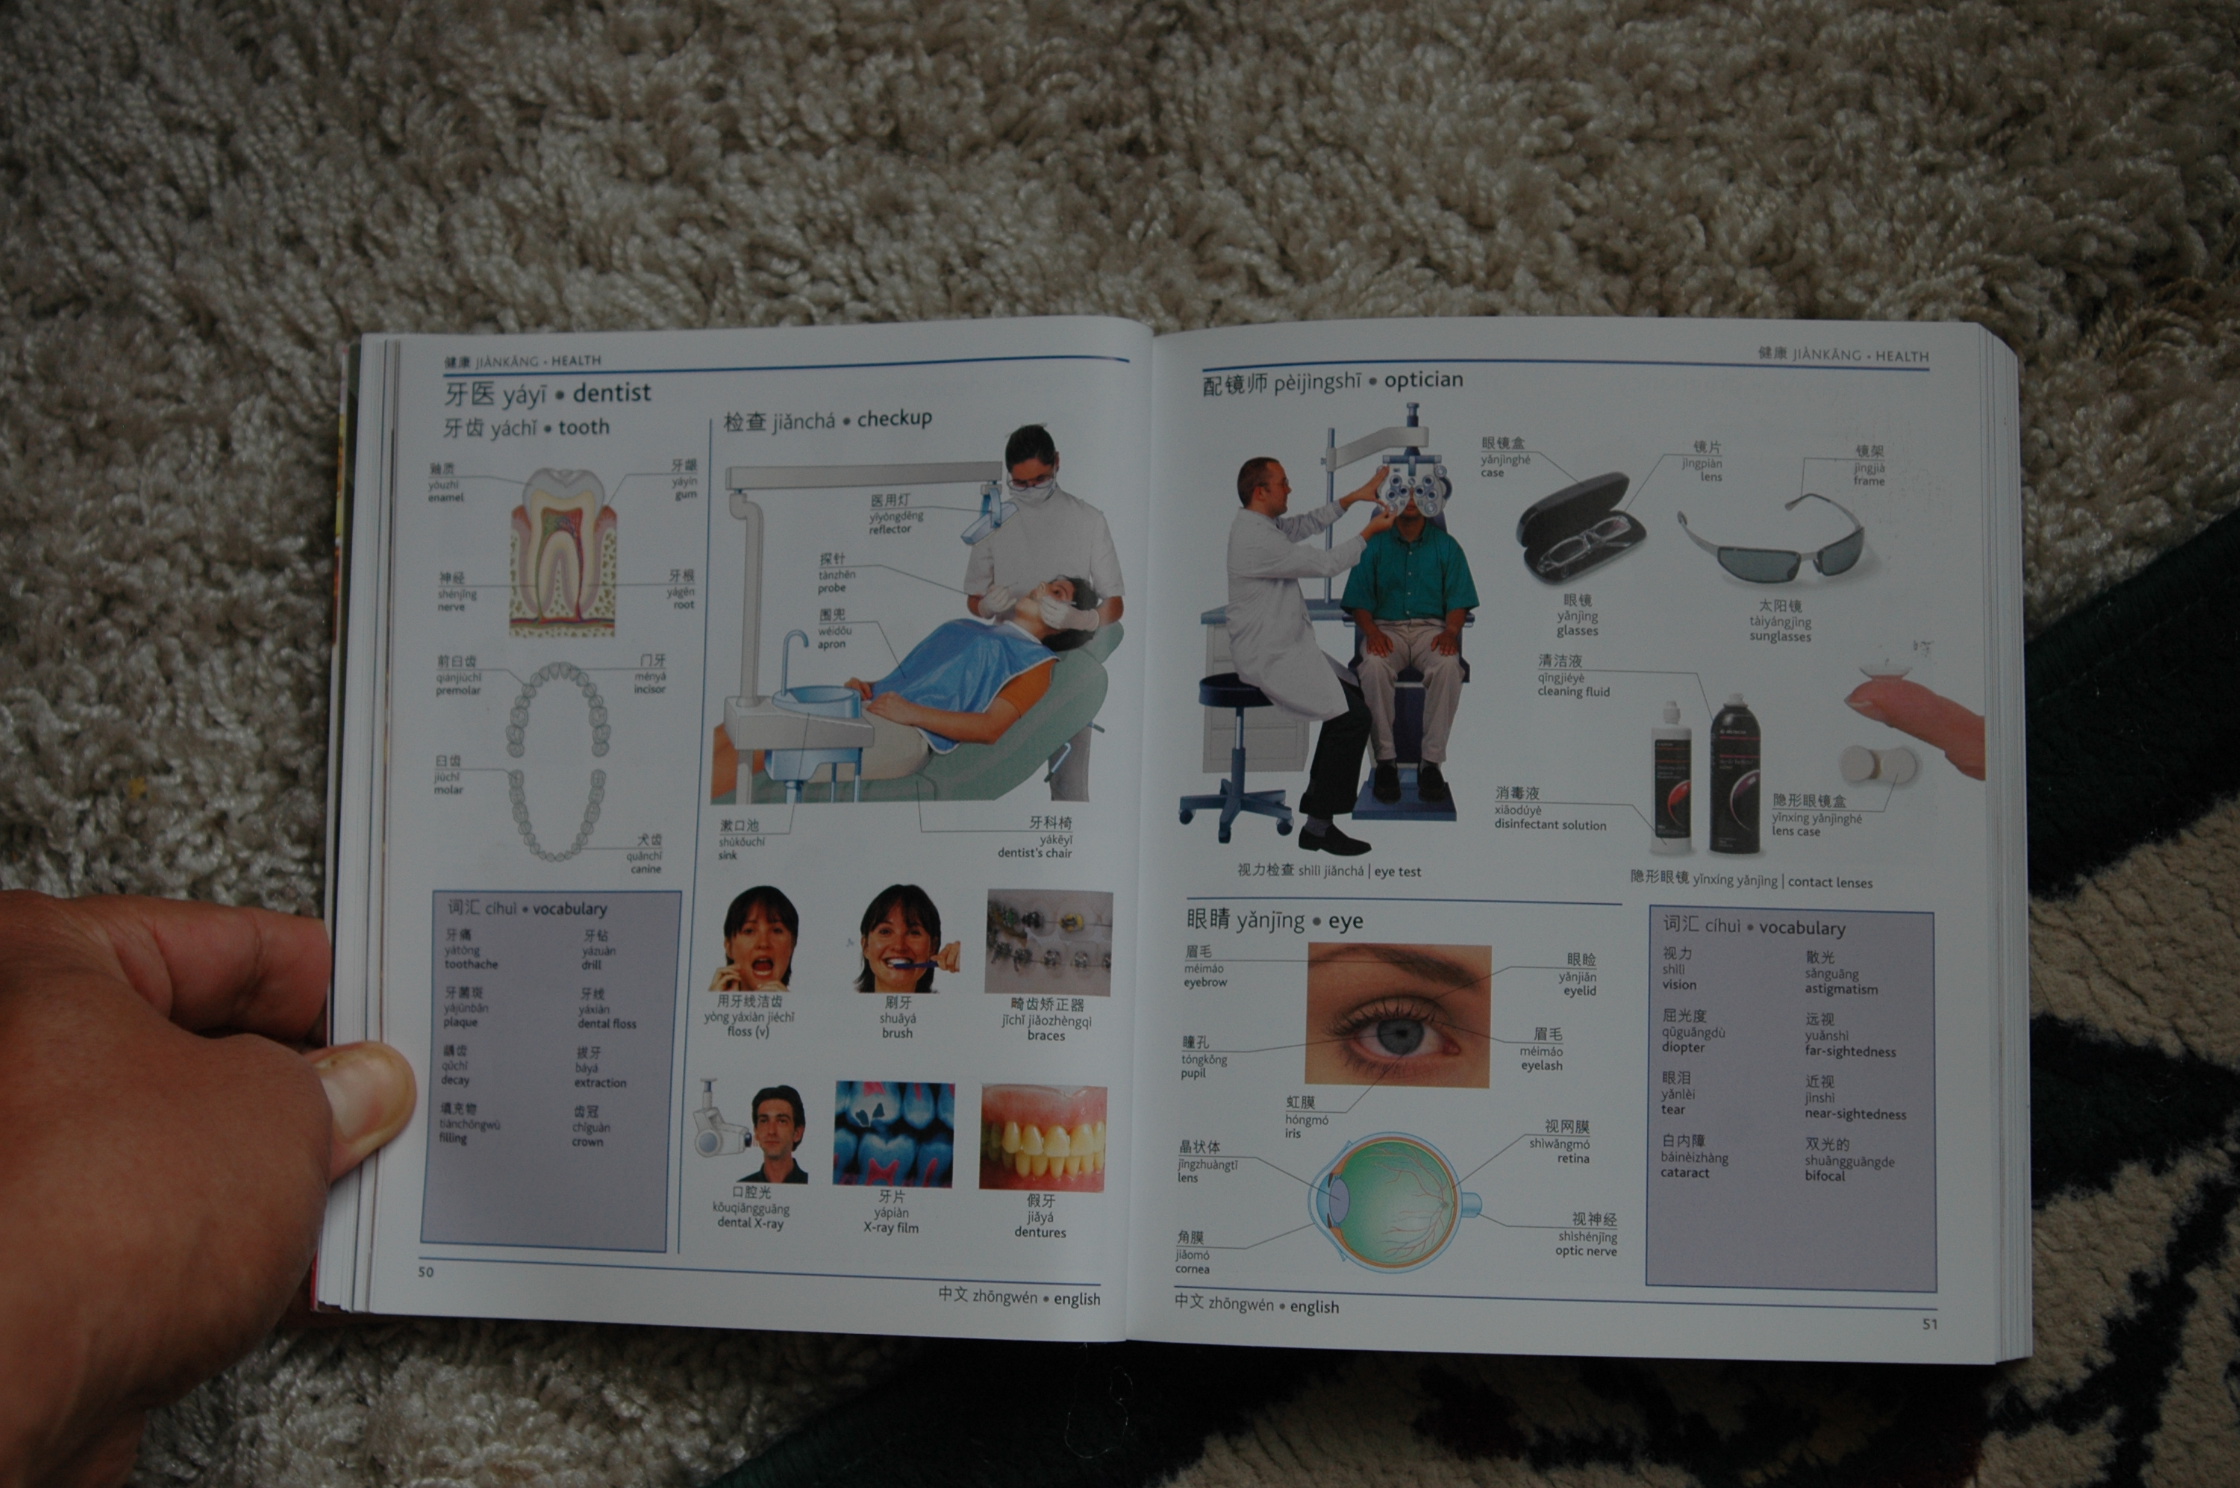 健康 JIÀNKĀNG • HEALTH
牙医 yáyī • dentist
牙齿 yáchǐ • tooth
釉质
yòuzhì
enamel
牙龈
yáyín
gum
神经
shénjīng
nerve
牙根
yágēn
root
前臼齿
qiánjiùchǐ
premolar
门牙
ményá
incisor
臼齿
jiùchǐ
molar
犬齿
quǎnchǐ
canine
词汇 cíhuì • vocabulary
牙痛
yátòng
toothache
牙菌斑
yájūnbān
plaque
龋齿
qǔchǐ
decay
填充物
tiánchōngwù
filling
牙钻
yázuàn
drill
牙线
yáxiàn
dental floss
拔牙
báyá
extraction
齿冠
chǐguān
crown
检查 jiǎnchá • checkup
医用灯
yīyòngdēng
reflector
探针
tànzhēn
probe
围兜
wéidōu
apron
漱口池
shùkǒuchí
sink
牙科椅
yákēyǐ
dentist's chair
用牙线洁齿
yòng yáxiàn jiéchǐ
floss (v)
刷牙
shuāyá
brush
畸齿矫正器
jīchǐ jiǎozhèngqì
braces
口腔光
kǒuqiāngguāng
dental X-ray
牙片
yápiàn
X-ray film
假牙
jiǎyá
dentures
50
中文 zhōngwén • english
健康 JIÀNKĀNG • HEALTH
配镜师 pèijìngshī • optician
眼镜盒
yǎnjìnghé
case
镜片
jìngpiàn
lens
镜架
jìngjià
frame
眼镜
yǎnjìng
glasses
太阳镜
tàiyángjìng
sunglasses
清洁液
qīngjiéyè
cleaning fluid
消毒液
xiāodúyè
disinfectant solution
隐形眼镜盒
yǐnxíng yǎnjìnghé
lens case
视力检查 shìlì jiǎnchá | eye test
隐形眼镜 yǐnxíng yǎnjìng | contact lenses
眼睛 yǎnjīng • eye
眉毛
méimáo
eyebrow
瞳孔
tóngkǒng
pupil
晶状体
jīngzhuàngtǐ
lens
角膜
jiǎomó
cornea
虹膜
hóngmó
iris
眼睑
yǎnjiǎn
eyelid
眉毛
méimáo
eyelash
视网膜
shìwǎngmó
retina
视神经
shìshénjīng
optic nerve
词汇 cíhuì • vocabulary
视力
shìlì
vision
屈光度
qūguāngdù
diopter
眼泪
yǎnlèi
tear
白内障
báinèizhàng
cataract
散光
sǎnguāng
astigmatism
远视
yuǎnshì
far-sightedness
近视
jìnshì
near-sightedness
双光的
shuāngguāngde
bifocal
中文 zhōngwén • english
51